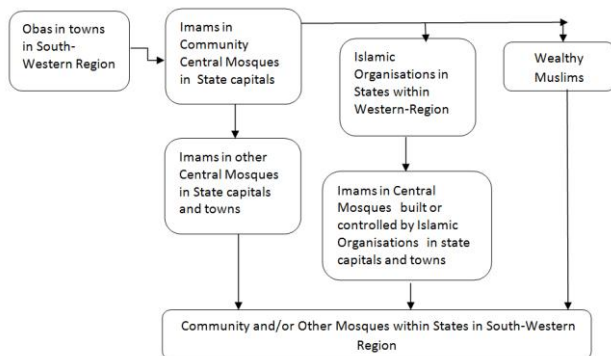 Obas in towns
in South-
Western Region
Imams in
Community
Central Mosques
in State capitals
Islamic
Organisations in
States within
Western-Region
Wealthy
Muslims
Imams in other
Central Mosques
in State capitals
and towns
Imams in Central
Mosques built or
controlled by Islamic
Organisations in state
capitals and towns
Community and/or Other Mosques within States in South-Western
Region